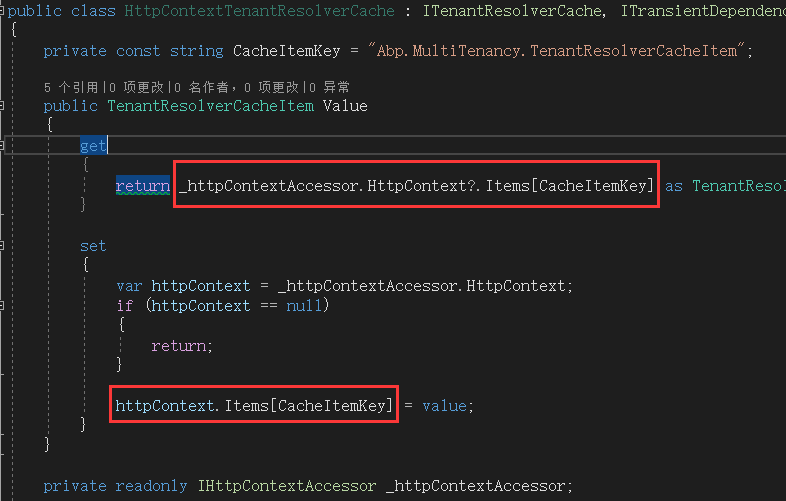 public class HttpContextTenantResolverCache : ITenantResolverCache, ITransientDependenc
{
private const string CacheItemKey = "Abp.MultiTenancy.TenantResolverCacheItem";
5 个引用|0 项更改|0 名作者，0 项更改|0 异常
public TenantResolverCacheItem Value
{
get
{
return _httpContextAccessor.HttpContext?.Items[CacheItemKey] as TenantResol
}
set
{
var httpContext = _httpContextAccessor.HttpContext;
if (httpContext == null)
{
return;
}
httpContext.Items[CacheItemKey] = value;
}
}
private readonly IHttpContextAccessor _httpContextAccessor;